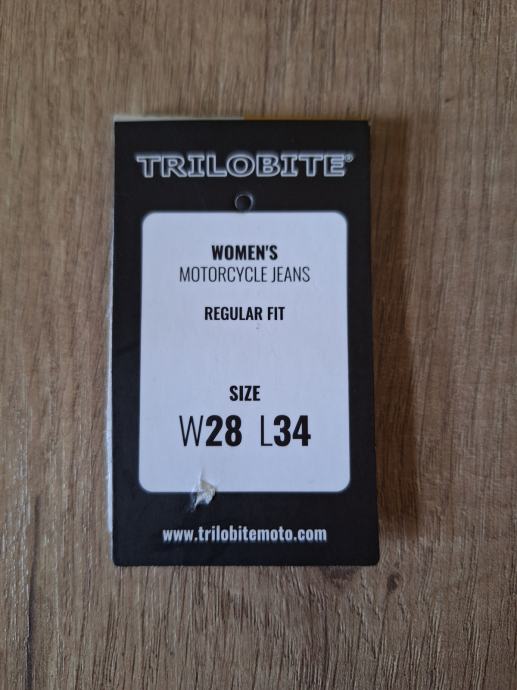 TRILOBITE®
WOMEN'S
MOTORCYCLE JEANS
REGULAR FIT
SIZE
W28 L34
www.trilobitemoto.com